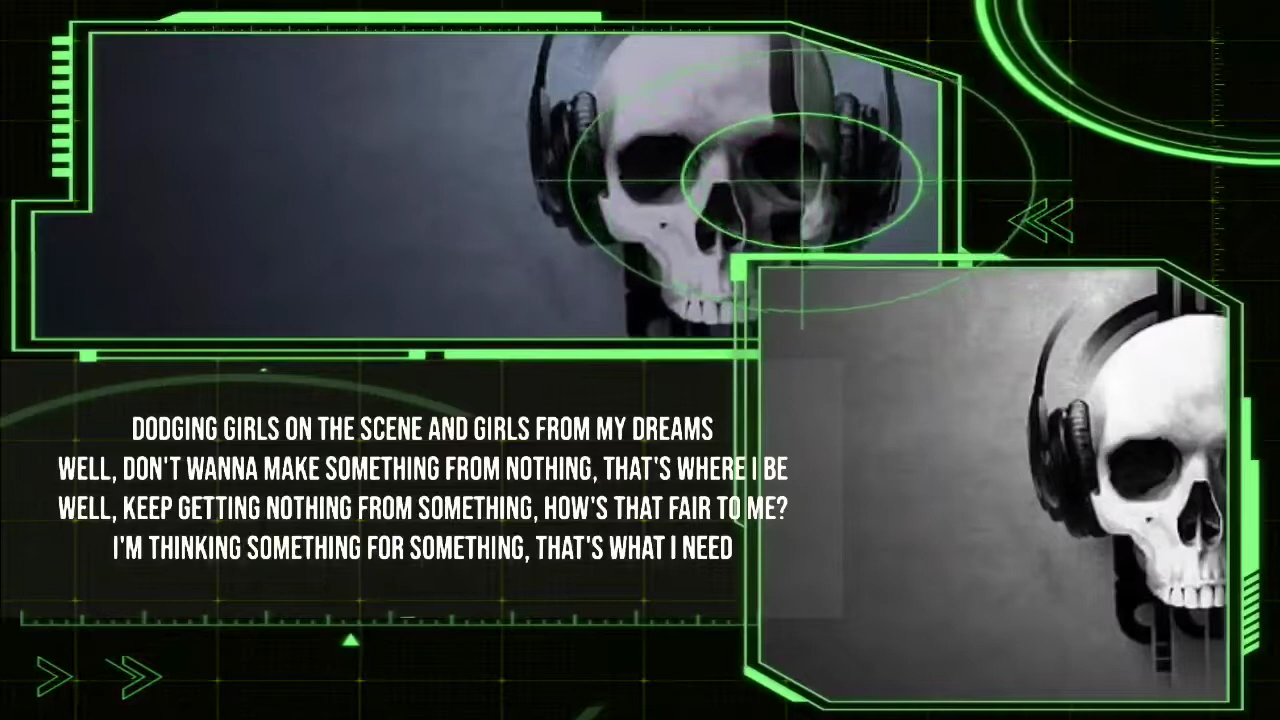 DODGING GIRLS ON THE SCENE AND GIRLS FROM MY DREAMS
WELL, DON'T WANNA MAKE SOMETHING FROM NOTHING, THAT'S WHERE I BE
WELL, KEEP GETTING NOTHING FROM SOMETHING, HOW'S THAT FAIR TO ME?
I'M THINKING SOMETHING FOR SOMETHING, THAT'S WHAT I NEED